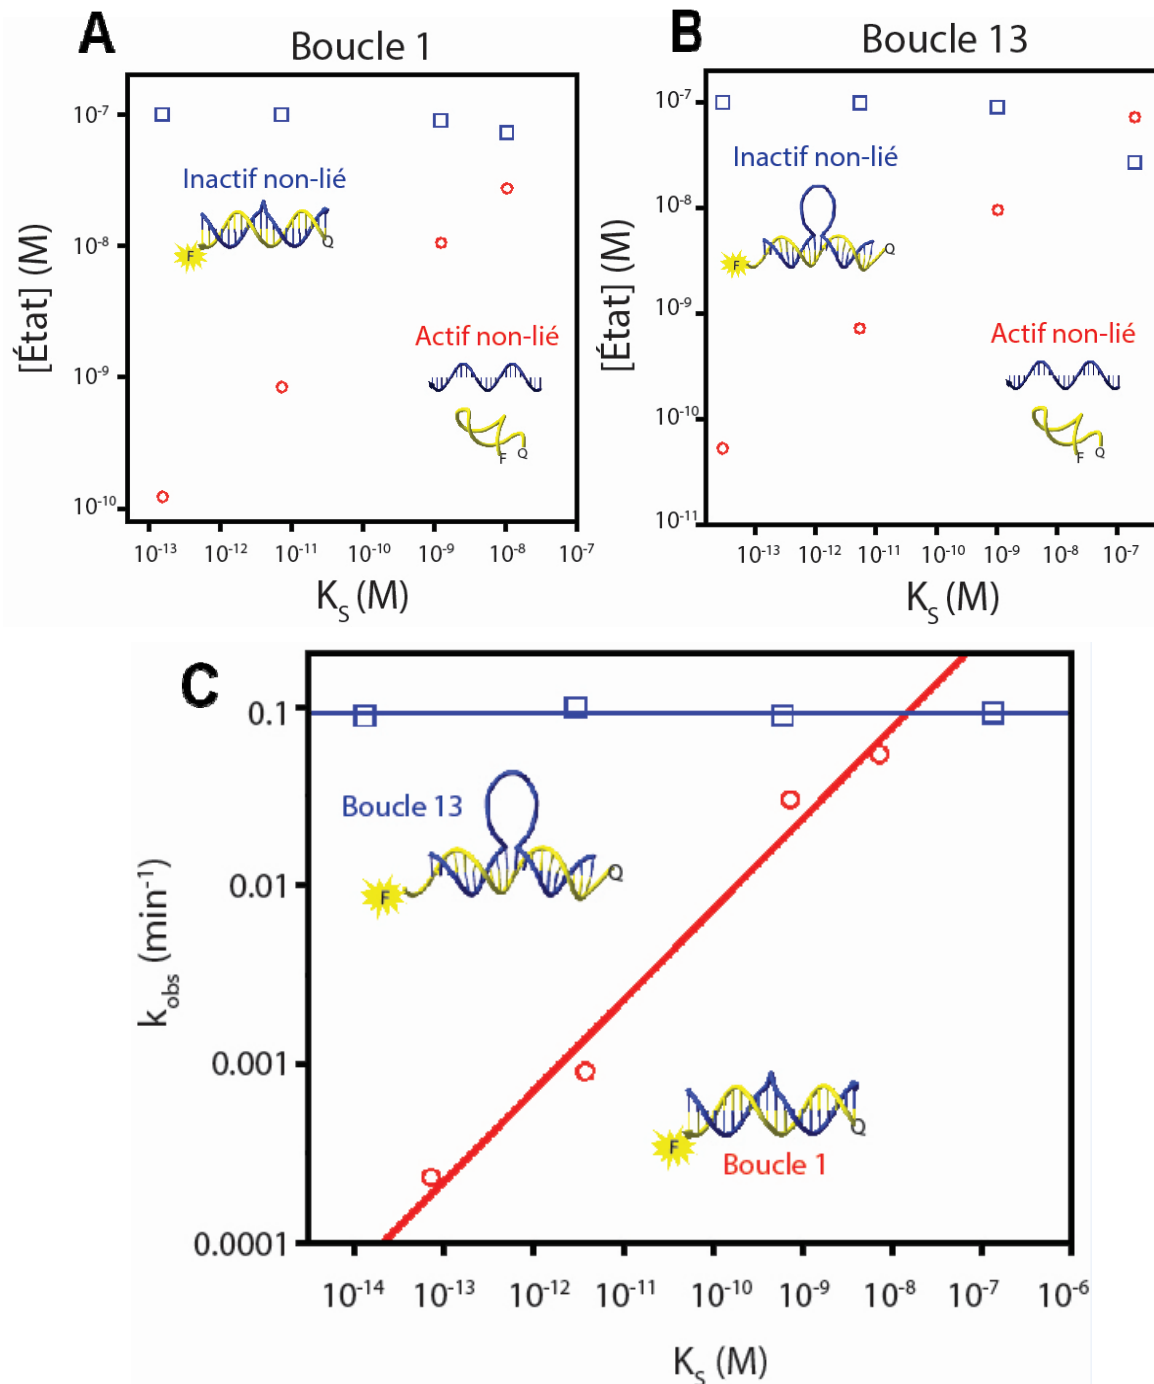 A
Boucle 1
[État] (M)
10⁻⁷
10⁻⁸
10⁻⁹
10⁻¹⁰
Inactif non-lié
F
Q
Actif non-lié
F
Q
10⁻¹³ 10⁻¹² 10⁻¹¹ 10⁻¹⁰ 10⁻⁹ 10⁻⁸ 10⁻⁷
K_S (M)
B
Boucle 13
[État] (M)
10⁻⁷
10⁻⁸
10⁻⁹
10⁻¹⁰
10⁻¹¹
Inactif non-lié
F
Q
Actif non-lié
F
Q
10⁻¹³ 10⁻¹² 10⁻¹¹ 10⁻¹⁰ 10⁻⁹ 10⁻⁸ 10⁻⁷
K_S (M)
C
k_obs (min⁻¹)
0.1
0.01
0.001
0.0001
Boucle 13
F
Q
F
Q
Boucle 1
10⁻¹⁴ 10⁻¹³ 10⁻¹² 10⁻¹¹ 10⁻¹⁰ 10⁻⁹ 10⁻⁸ 10⁻⁷ 10⁻⁶
K_S (M)